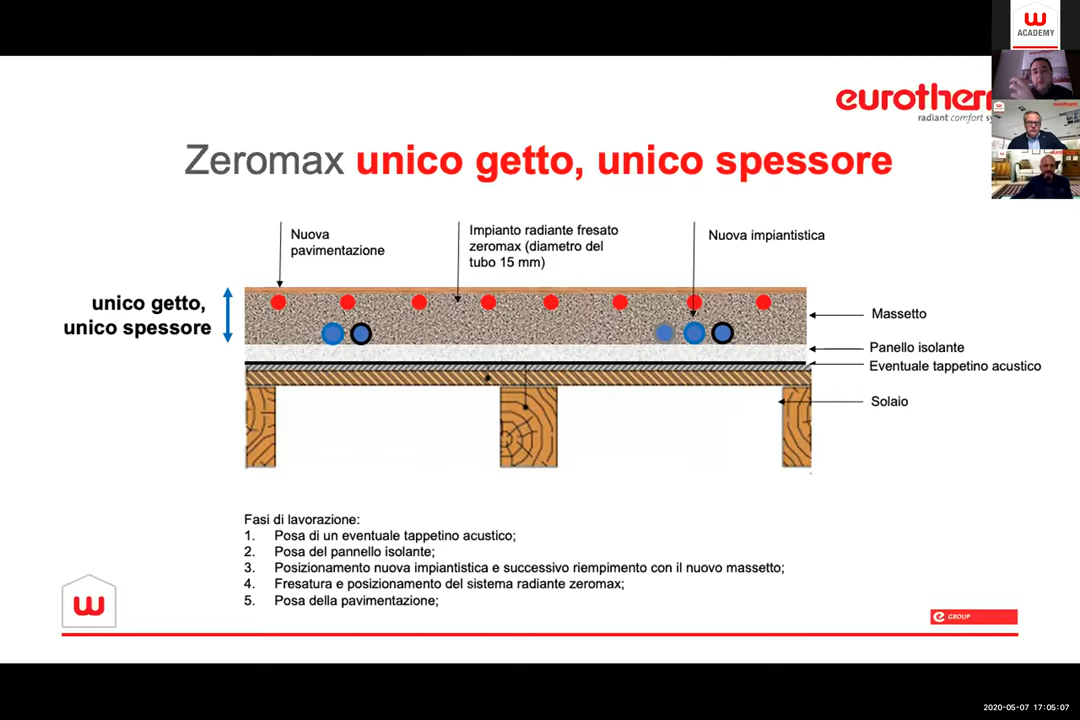 W
ACADEMY
eurotherm
radiant comfort sy
Zeromax unico getto, unico spessore
Nuova
pavimentazione
Impianto radiante fresato
zeromax (diametro del
tubo 15 mm)
Nuova impiantistica
unico getto,
unico spessore
Massetto
Panello isolante
Eventuale tappetino acustico
Solaio
Fasi di lavorazione:
1. Posa di un eventuale tappetino acustico;
2. Posa del pannello isolante;
3. Posizionamento nuova impiantistica e successivo riempimento con il nuovo massetto;
4. Fresatura e posizionamento del sistema radiante zeromax;
5. Posa della pavimentazione;
w
e GROUP
2020-05-07 17:05:07